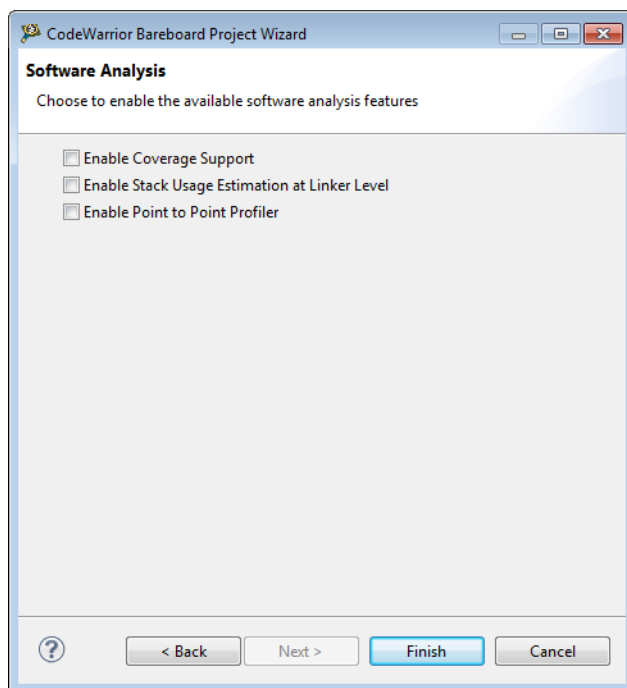 CodeWarrior Bareboard Project Wizard
Software Analysis
Choose to enable the available software analysis features
Enable Coverage Support
Enable Stack Usage Estimation at Linker Level
Enable Point to Point Profiler
?
< Back
Next >
Finish
Cancel